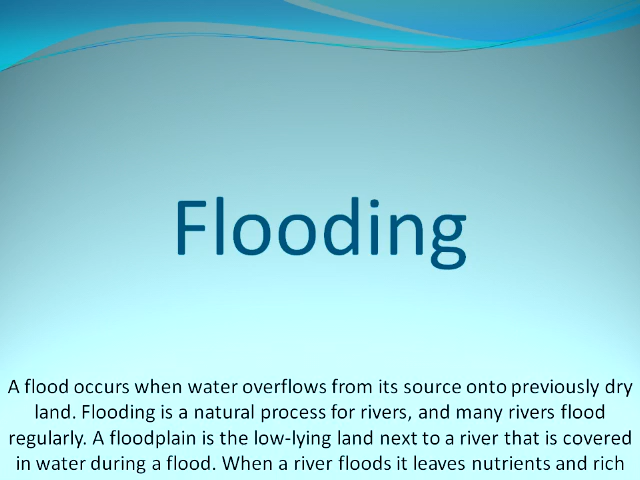 Flooding
A flood occurs when water overflows from its source onto previously dry
land. Flooding is a natural process for rivers, and many rivers flood
regularly. A floodplain is the low-lying land next to a river that is covered
in water during a flood. When a river floods it leaves nutrients and rich